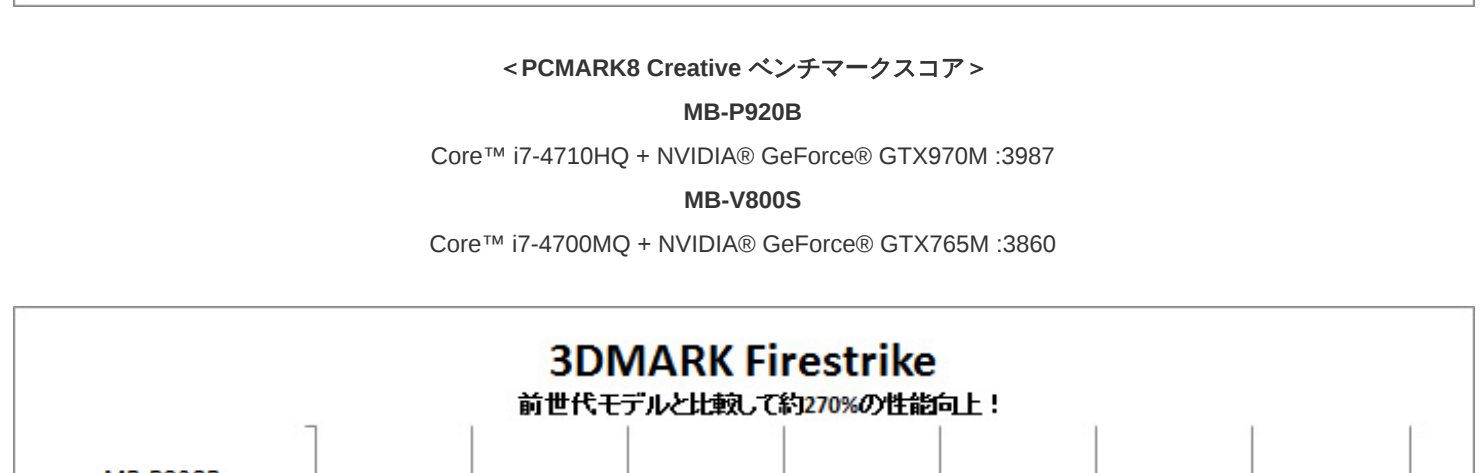 ＜PCMARK8 Creative ベンチマークスコア＞
MB-P920B
Core™ i7-4710HQ + NVIDIA® GeForce® GTX970M :3987
MB-V800S
Core™ i7-4700MQ + NVIDIA® GeForce® GTX765M :3860
3DMARK Firestrike
前世代モデルと比較して約270%の性能向上！